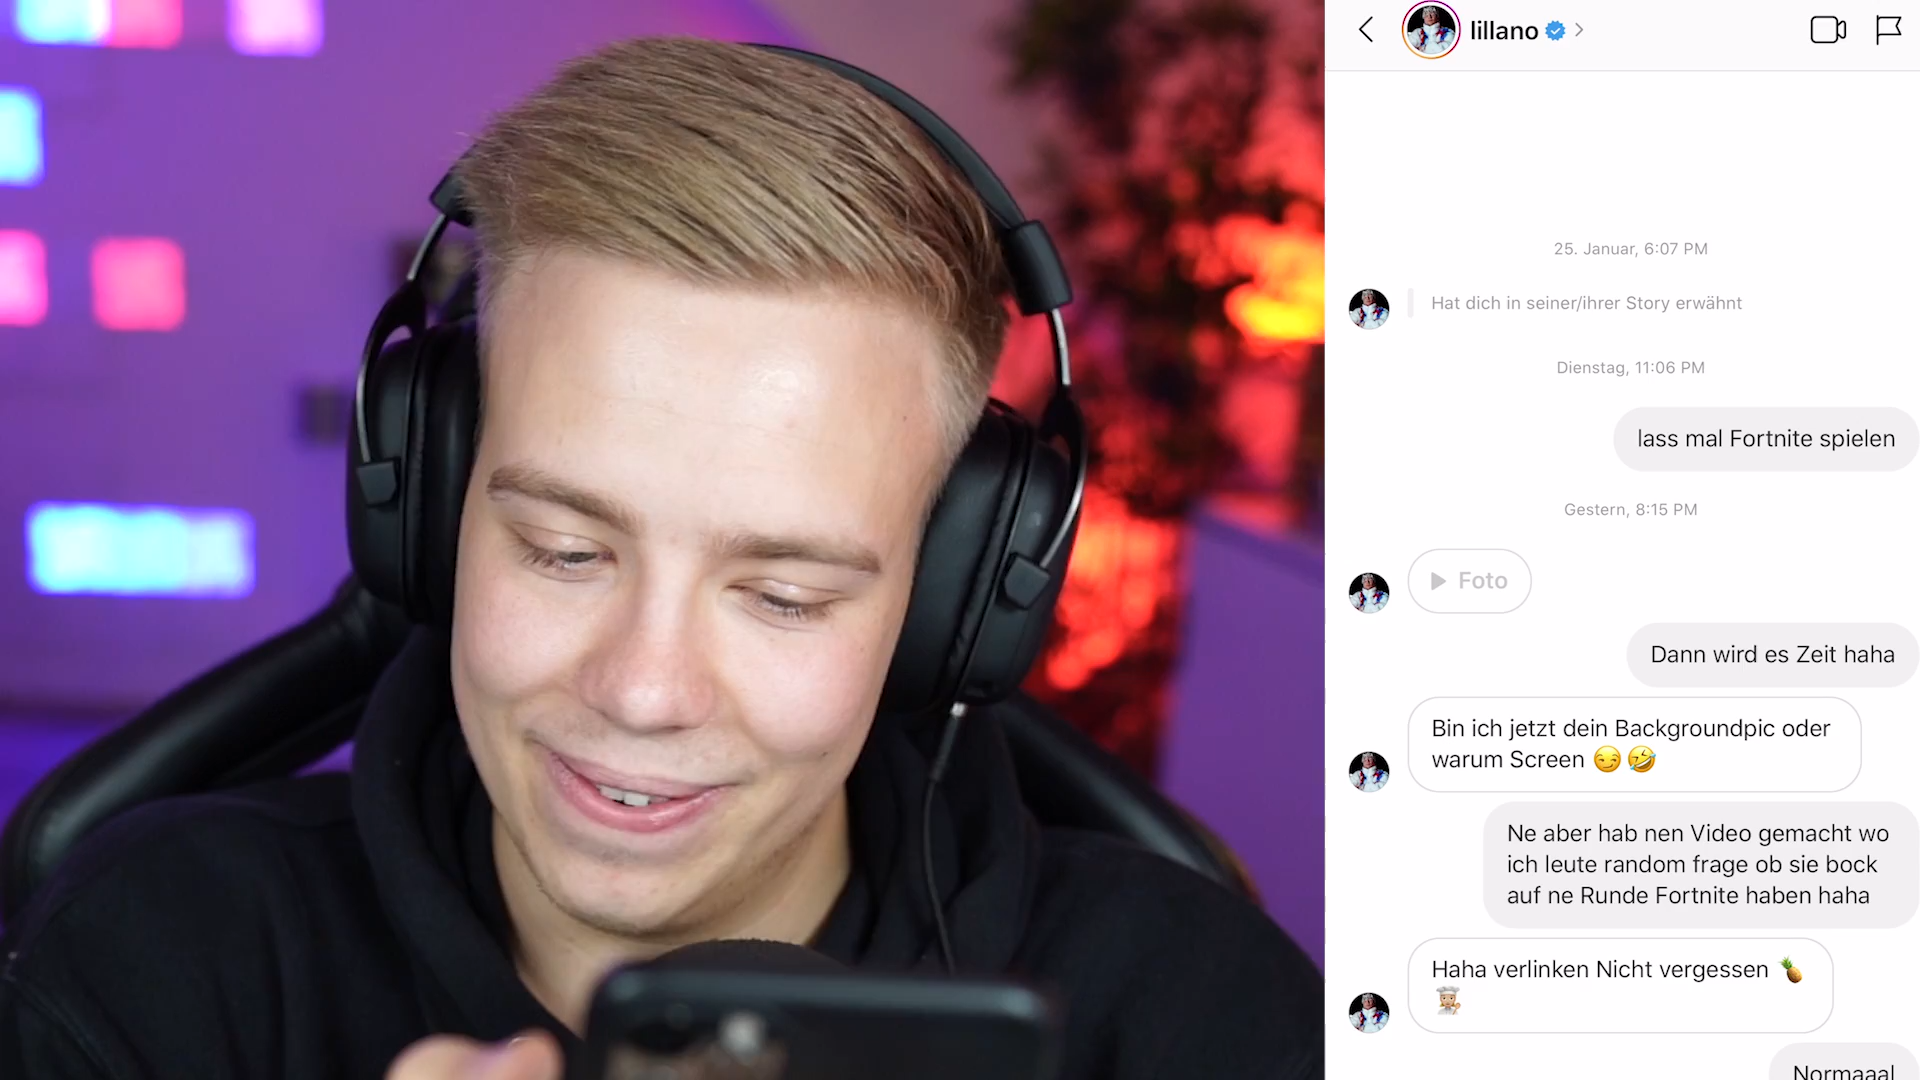 lillano
25. Januar, 6:07 PM
Hat dich in seiner/ihrer Story erwähnt
Dienstag, 11:06 PM
lass mal Fortnite spielen
Gestern, 8:15 PM
Foto
Dann wird es Zeit haha
Bin ich jetzt dein Backgroundpic oder
warum Screen 😏 🤣
Ne aber hab nen Video gemacht wo
ich leute random frage ob sie bock
auf ne Runde Fortnite haben haha
Haha verlinken Nicht vergessen 🍍
👩🏼‍🍳
Normaaal